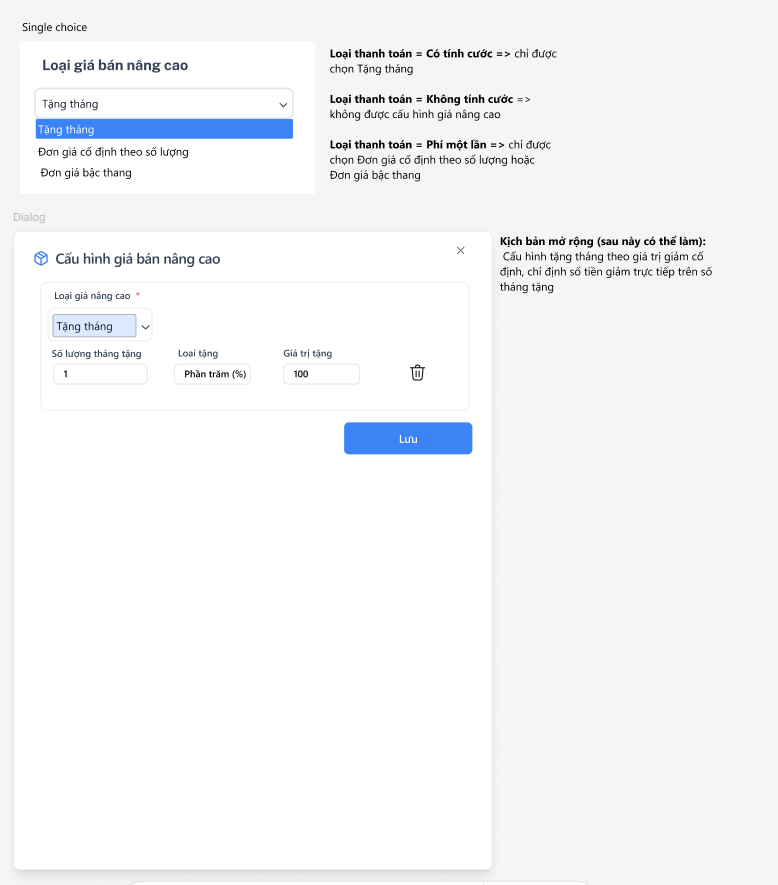 Single choice
Loại giá bán nâng cao
Tặng tháng
Tặng tháng
Đơn giá cố định theo số lượng
Đơn giá bậc thang
Loại thanh toán = Có tính cước => chỉ được
chọn Tặng tháng
Loại thanh toán = Không tính cước =>
không được cấu hình giá nâng cao
Loại thanh toán = Phí một lần => chỉ được
chọn Đơn giá cố định theo số lượng hoặc
Đơn giá bậc thang
Dialog
Cấu hình giá bán nâng cao
Loại giá nâng cao *
Tặng tháng
Số lượng tháng tặng
Loai tặng
Giá trị tặng
1
Phần trăm (%)
100
Lưu
Kịch bản mở rộng (sau này có thể làm):
Cấu hình tặng tháng theo giá trị giảm cố
định, chỉ định số tiền giảm trực tiếp trên số
tháng tặng